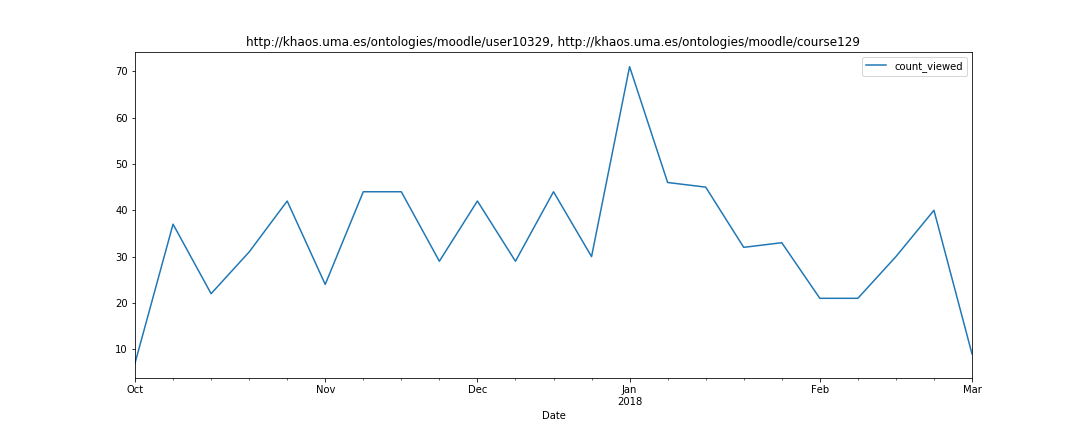 http://khaos.uma.es/ontologies/moodle/user10329, http://khaos.uma.es/ontologies/moodle/course129
count_viewed
70
60
50
40
30
20
10
Oct Nov Dec Jan Feb Mar
2018
Date